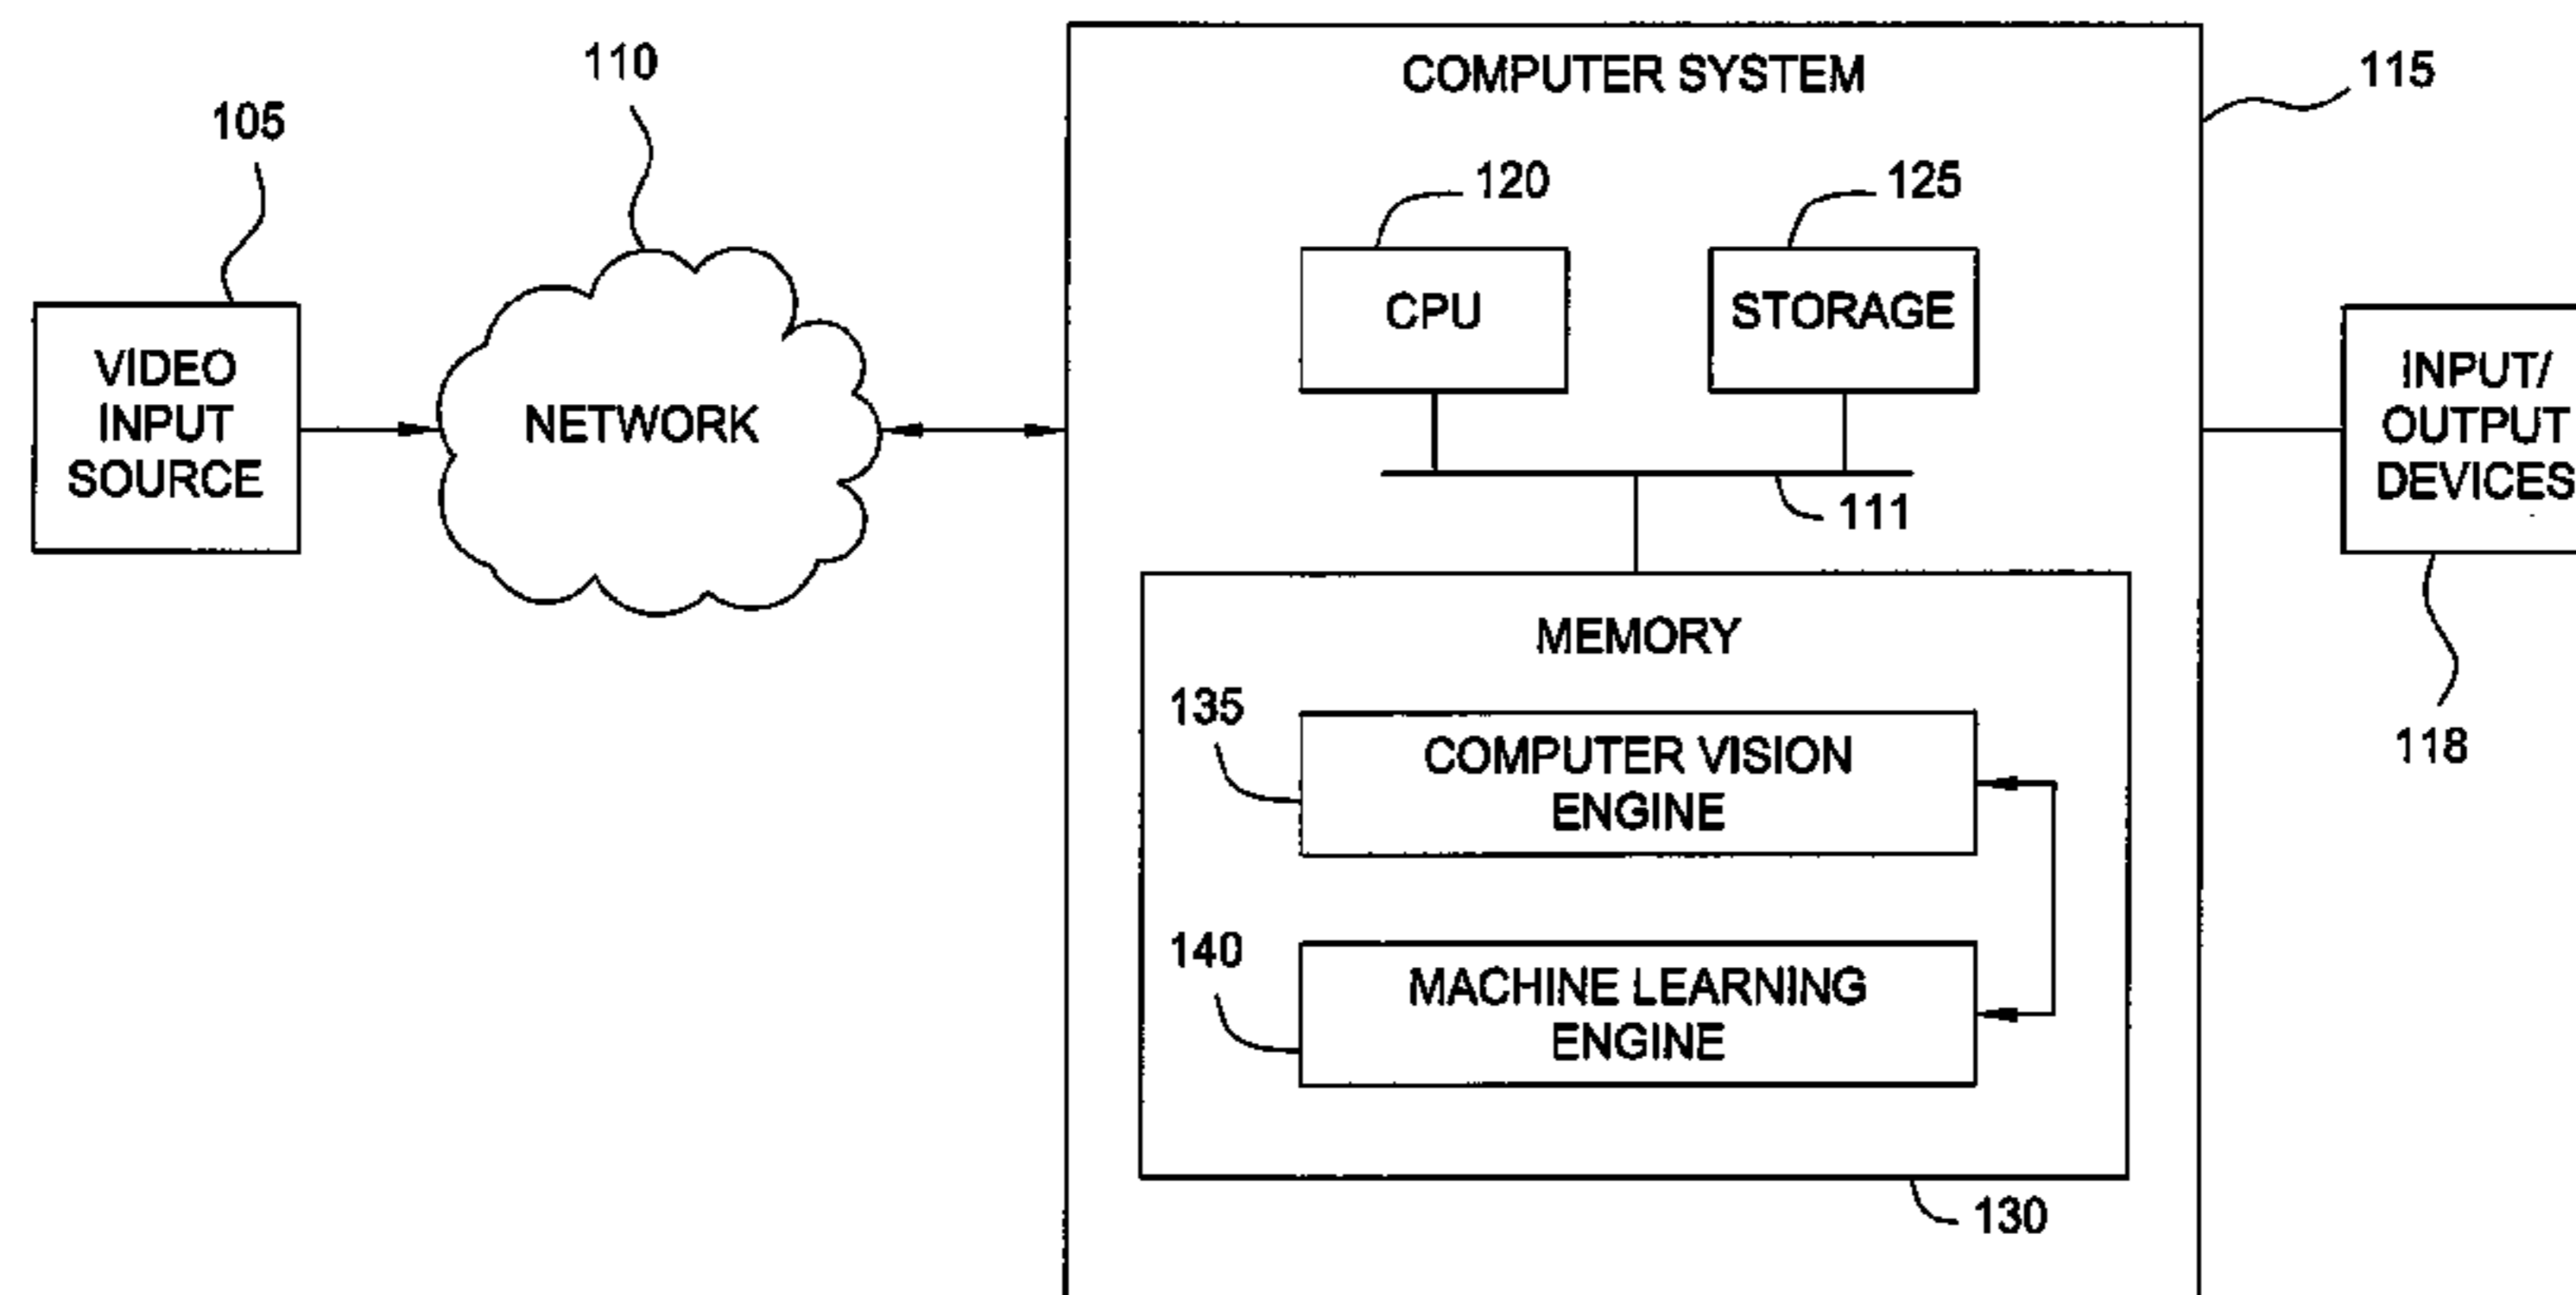 110
COMPUTER SYSTEM
115
105
120
125
CPU
STORAGE
VIDEO
INPUT
SOURCE
NETWORK
INPUT/
OUTPUT
DEVICES
111
MEMORY
135
COMPUTER VISION
ENGINE
118
140
MACHINE LEARNING
ENGINE
130